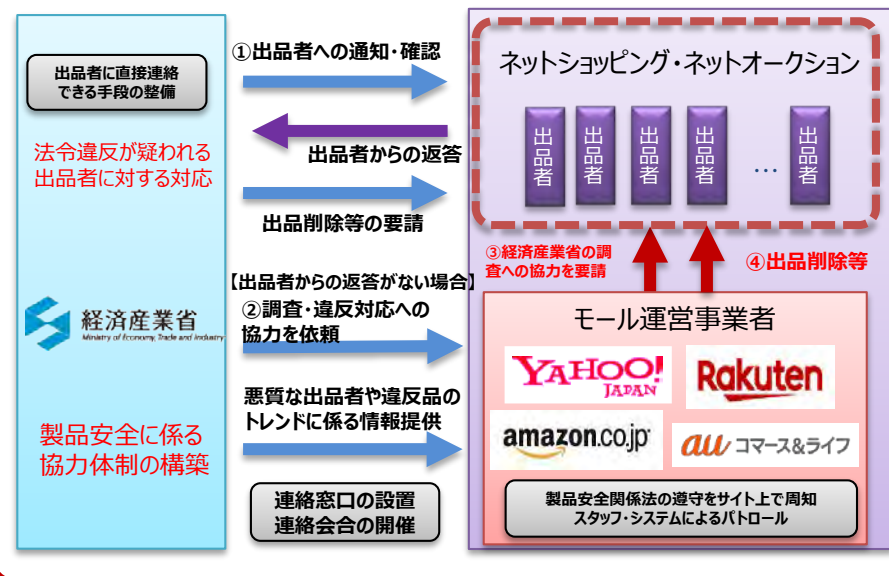 出品者に直接連絡
できる手段の整備
法令違反が疑われる
出品者に対する対応
経済産業省
Ministry of Economy, Trade and Industry
製品安全に係る
協力体制の構築
①出品者への通知・確認
出品者からの返答
出品削除等の要請
【出品者からの返答がない場合】
②調査・違反対応への
協力を依頼
悪質な出品者や違反品の
トレンドに係る情報提供
連絡窓口の設置
連絡会合の開催
ネットショッピング・ネットオークション
出品者
出品者
出品者
出品者
…
出品者
③経済産業省の調
査への協力を要請
④出品削除等
モール運営事業者
YAHOO!
JAPAN
Rakuten
amazon.co.jp
au コマース&ライフ
製品安全関係法の遵守をサイト上で周知
スタッフ・システムによるパトロール